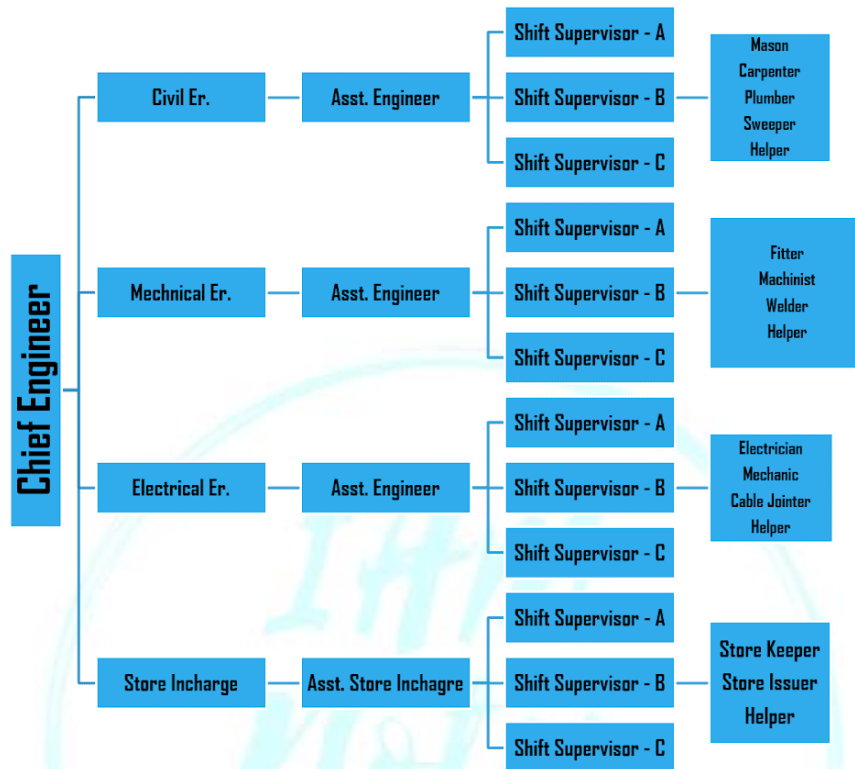 Chief Engineer
Civil Er.
Asst. Engineer
Shift Supervisor - A
Shift Supervisor - B
Shift Supervisor - C
Mason
Carpenter
Plumber
Sweeper
Helper
Mechnical Er.
Asst. Engineer
Shift Supervisor - A
Shift Supervisor - B
Shift Supervisor - C
Fitter
Machinist
Welder
Helper
Electrical Er.
Asst. Engineer
Shift Supervisor - A
Shift Supervisor - B
Shift Supervisor - C
Electrician
Mechanic
Cable Jointer
Helper
Store Incharge
Asst. Store Inchagre
Shift Supervisor - A
Shift Supervisor - B
Shift Supervisor - C
Store Keeper
Store Issuer
Helper